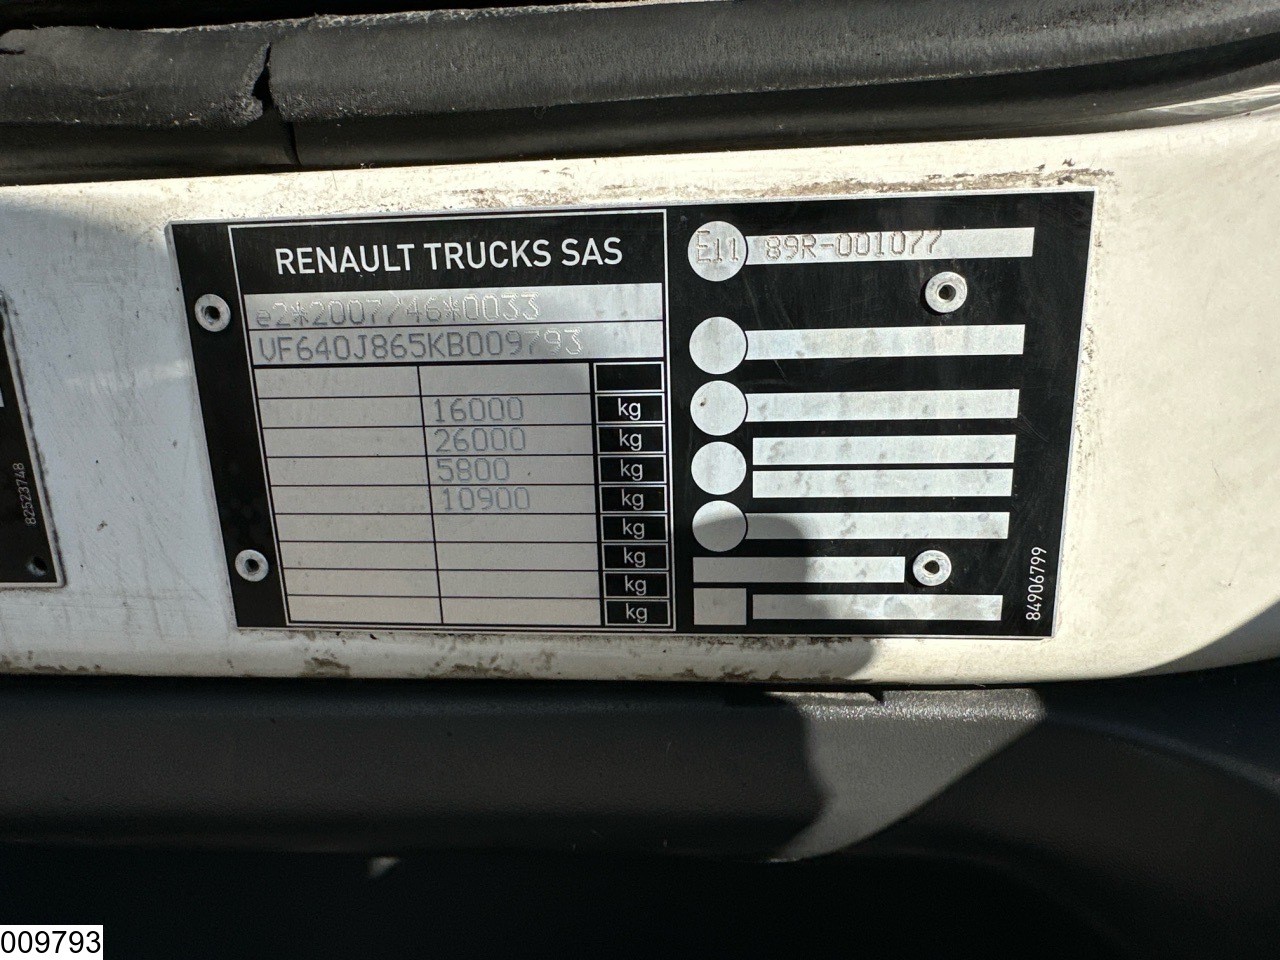 RENAULT TRUCKS SAS
e2*2007/46*0033
VF640J865KB009793
16000 kg
26000 kg
5800 kg
10900 kg
kg
kg
kg
kg
E11 89R-001077
84906799
82523748
009793